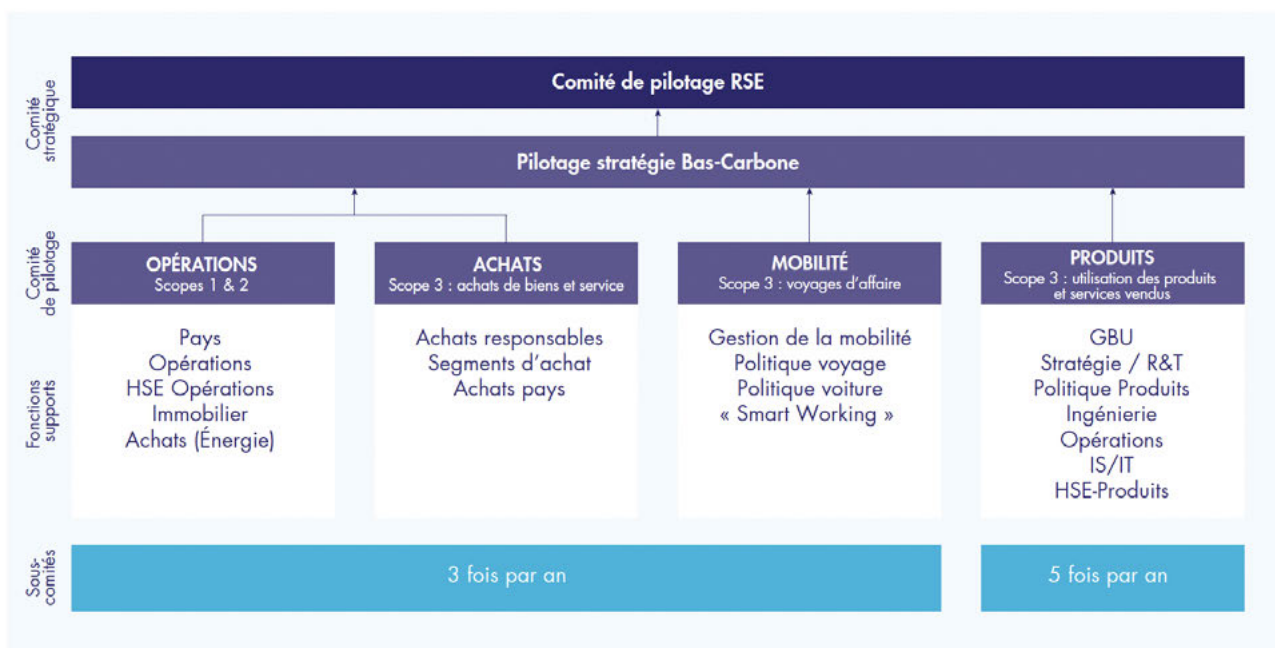 Comité
stratégique
Comité de pilotage RSE
Pilotage stratégie Bas-Carbone
Comité
de pilotage
OPÉRATIONS
Scopes 1 & 2
ACHATS
Scope 3 : achats de biens et service
MOBILITÉ
Scope 3 : voyages d’affaire
PRODUITS
Scope 3 : utilisation des produits
et services vendus
Fonctions
supports
Pays
Opérations
HSE Opérations
Immobilier
Achats (Énergie)
Achats responsables
Segments d’achat
Achats pays
Gestion de la mobilité
Politique voyage
Politique voiture
« Smart Working »
GBU
Stratégie / R&T
Politique Produits
Ingénierie
Opérations
IS/IT
HSE-Produits
Sous-
comités
3 fois par an
5 fois par an